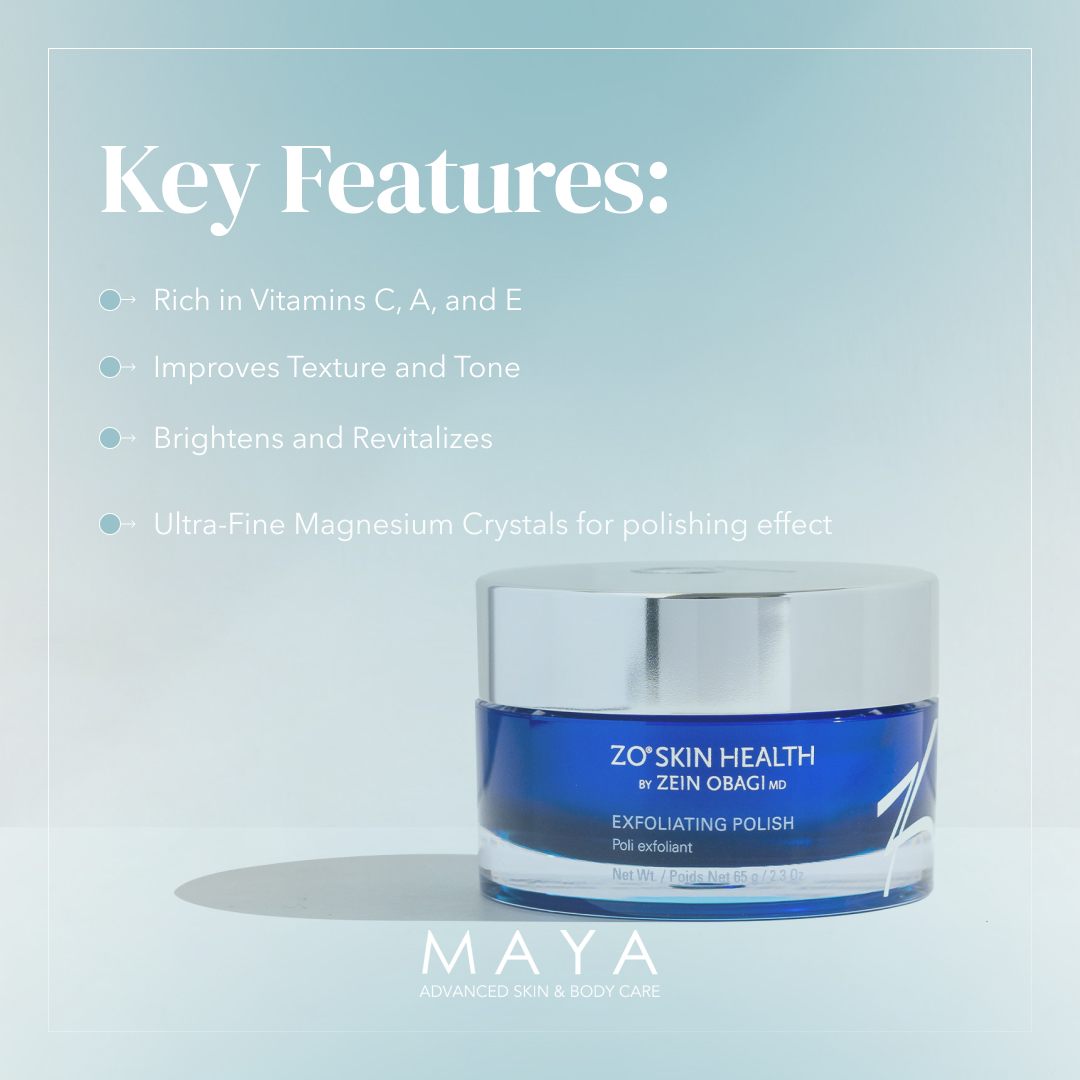 Key Features:
Rich in Vitamins C, A, and E
Improves Texture and Tone
Brightens and Revitalizes
Ultra-Fine Magnesium Crystals for polishing effect
ZO® SKIN HEALTH
BY ZEIN OBAGI MD
EXFOLIATING POLISH
Poli exfoliant
Net Wt. / Poids Net 65 g / 2.3 Oz
MAYA
ADVANCED SKIN & BODY CARE